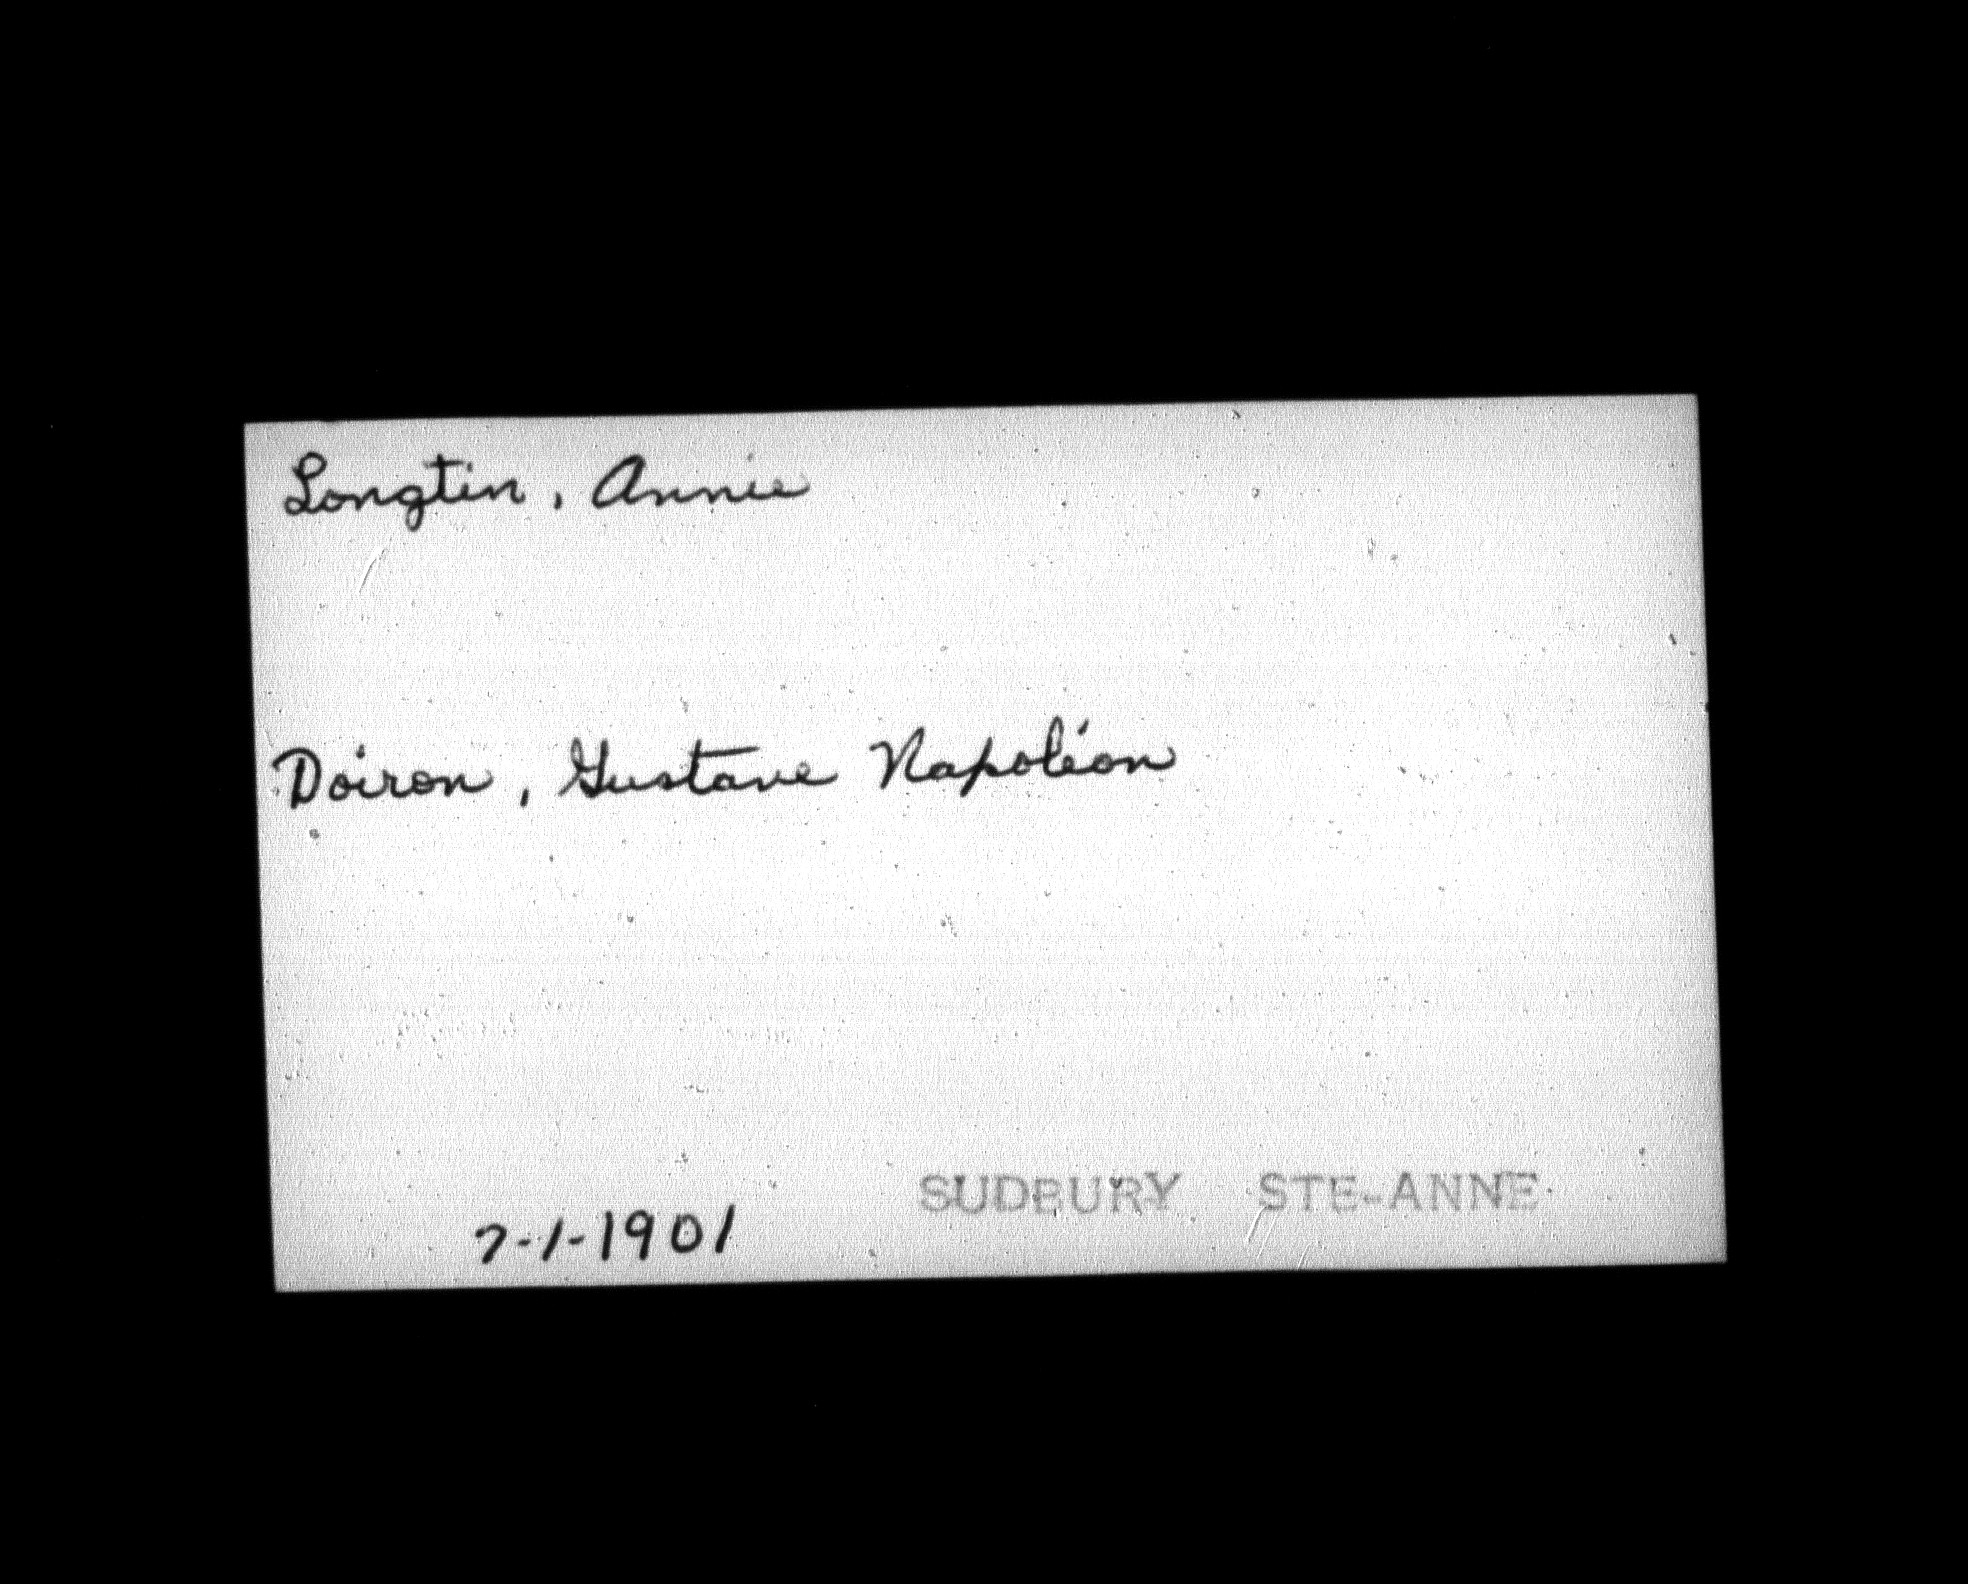 Longtin, Annie
Doiron, Gustave Napoléon
7-1-1901 SUDBURY STE-ANNE